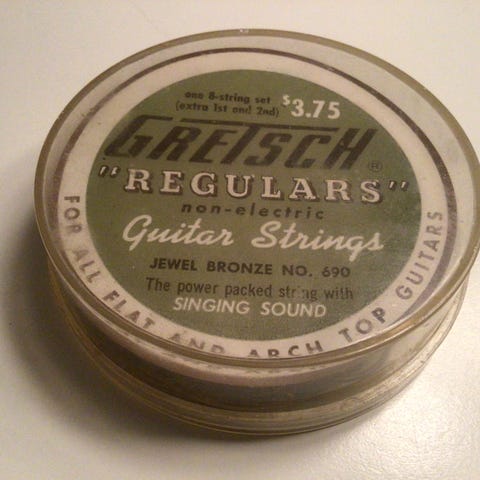 one 8-string set
(extra 1st and 2nd) $3.75
GRETSCH ®
"REGULARS"
non-electric
Guitar Strings
JEWEL BRONZE NO. 690
The power packed string with
SINGING SOUND
FOR ALL FLAT AND ARCH TOP GUITARS